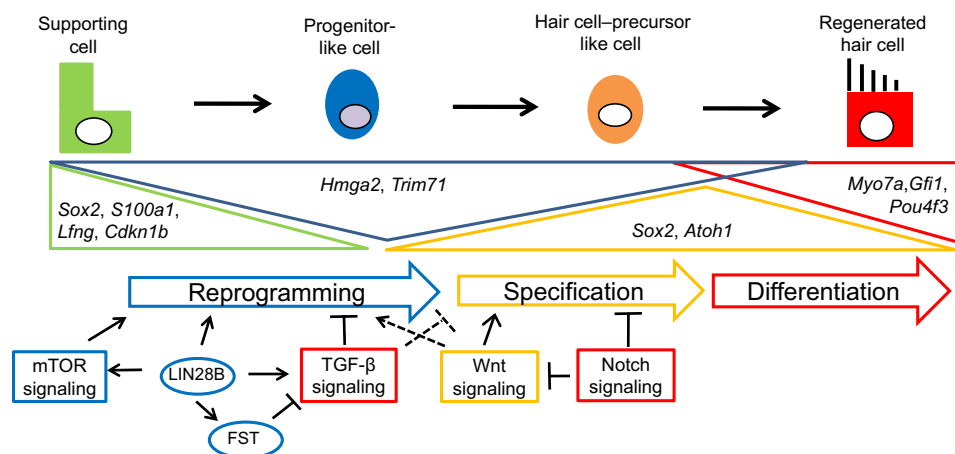 Supporting
cell
Progenitor-
like cell
Hair cell–precursor
like cell
Regenerated
hair cell
Hmga2, Trim71
Myo7a,Gfi1,
Pou4f3
Sox2, S100a1,
Lfng, Cdkn1b
Sox2, Atoh1
Reprogramming
Specification
Differentiation
mTOR
signaling
LIN28B
TGF-β
signaling
Wnt
signaling
Notch
signaling
FST